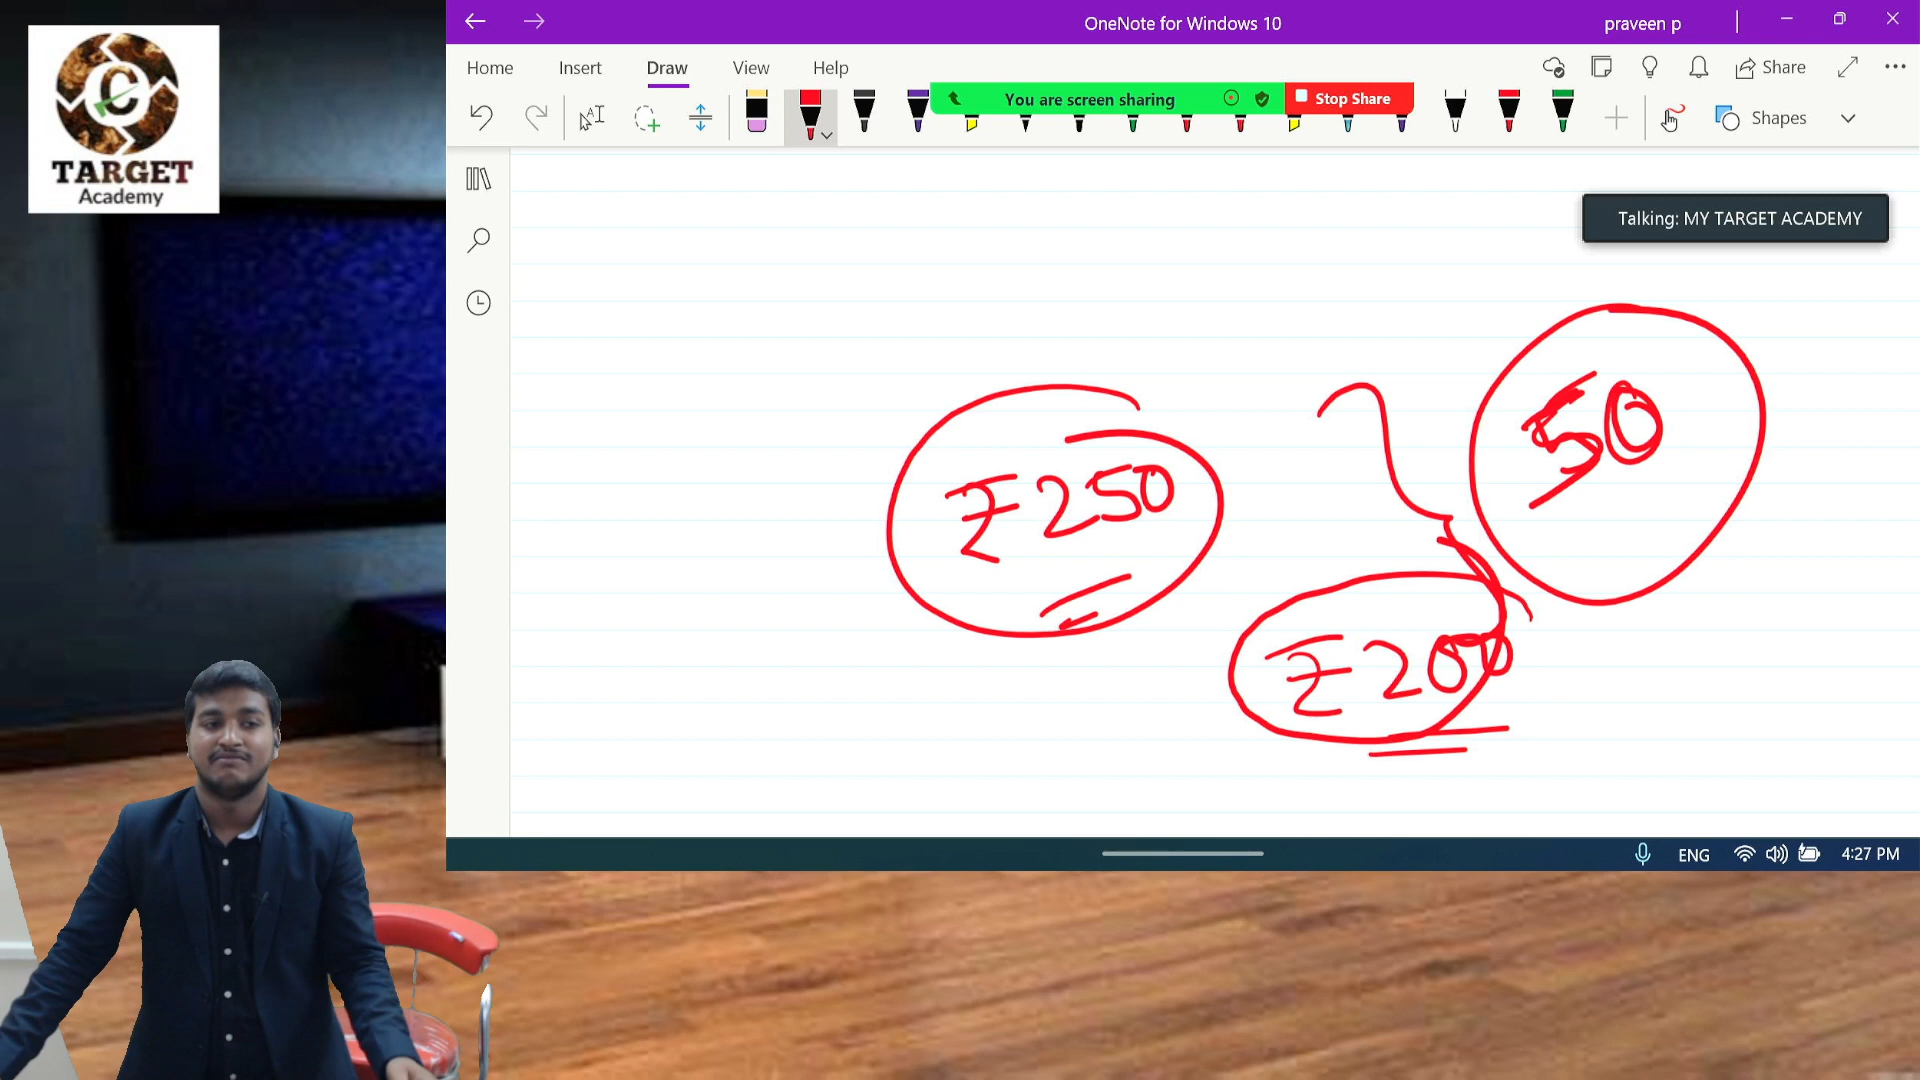 C
TARGET
Academy
OneNote for Windows 10
praveen p
Home Insert Draw View Help
Share
You are screen sharing
Stop Share
Shapes
Talking: MY TARGET ACADEMY
50
₹250
₹200
ENG 4:27 PM